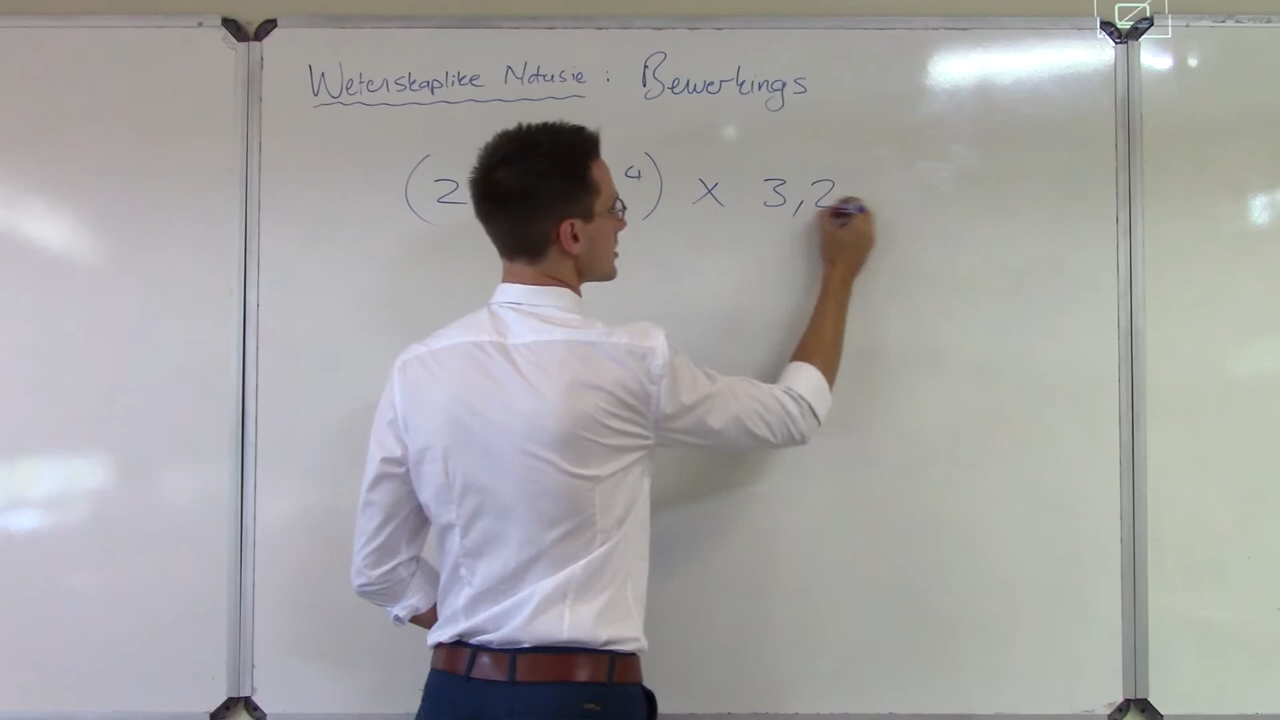 Wetenskaplike Notasie : Bewerkings
(2 ⁴) x 3,2